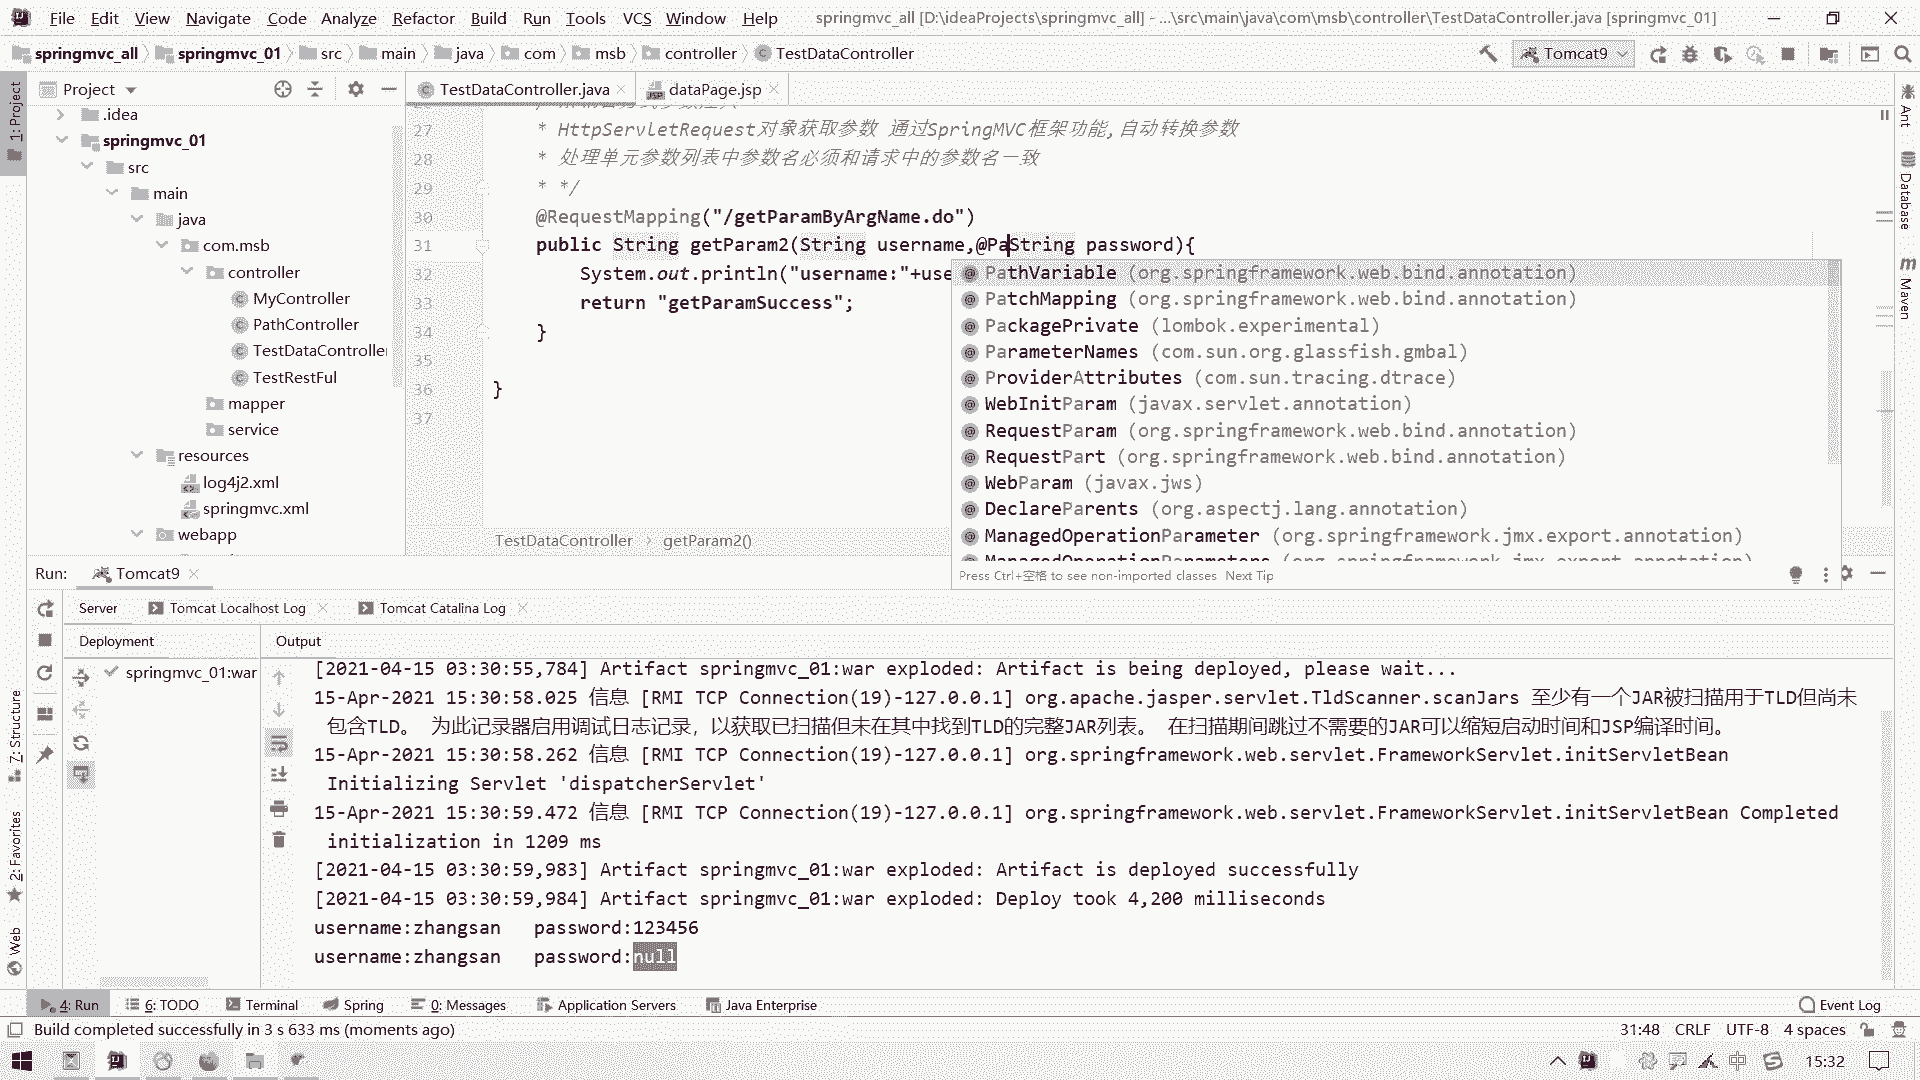 File Edit View Navigate Code Analyze Refactor Build Run Tools VCS Window Help springmvc_all [D:\ideaProjects\springmvc_all] - ...\src\main\java\com\msb\controller\TestDataController.java [springmvc_01]
springmvc_all springmvc_01 src main java com msb controller TestDataController Tomcat9
Project TestDataController.java dataPage.jsp
.idea
springmvc_01
src
main
java
com.msb
controller
MyController
PathController
TestDataController
TestRestFul
mapper
service
resources
log4j2.xml
springmvc.xml
webapp
27 * HttpServletRequest对象获取参数 通过SpringMVC框架功能,自动转换参数
28 * 处理单元参数列表中参数名必须和请求中的参数名一致
29 * */
30 @RequestMapping("/getParamByArgName.do")
31 public String getParam2(String username,@PaString password){
32 System.out.println("username:"+use
33 return "getParamSuccess";
34 }
35
36 }
37
PathVariable (org.springframework.web.bind.annotation)
PatchMapping (org.springframework.web.bind.annotation)
PackagePrivate (lombok.experimental)
ParameterNames (com.sun.org.glassfish.gmbal)
ProviderAttributes (com.sun.tracing.dtrace)
WebInitParam (javax.servlet.annotation)
RequestParam (org.springframework.web.bind.annotation)
RequestPart (org.springframework.web.bind.annotation)
WebParam (javax.jws)
DeclareParents (org.aspectj.lang.annotation)
ManagedOperationParameter (org.springframework.jmx.export.annotation)
ManagedOperationParameters (org.springframework.jmx.export.annotation)
Press Ctrl+空格 to see non-imported classes Next Tip
TestDataController getParam2()
1: Project
7: Structure
2: Favorites
Web
Ant
Database
Maven
Run: Tomcat9
Server Tomcat Localhost Log Tomcat Catalina Log
Deployment Output
springmvc_01:war
[2021-04-15 03:30:55,784] Artifact springmvc_01:war exploded: Artifact is being deployed, please wait...
15-Apr-2021 15:30:58.025 信息 [RMI TCP Connection(19)-127.0.0.1] org.apache.jasper.servlet.TldScanner.scanJars 至少有一个JAR被扫描用于TLD但尚未
包含TLD。 为此记录器启用调试日志记录，以获取已扫描但未在其中找到TLD的完整JAR列表。 在扫描期间跳过不需要的JAR可以缩短启动时间和JSP编译时间。
15-Apr-2021 15:30:58.262 信息 [RMI TCP Connection(19)-127.0.0.1] org.springframework.web.servlet.FrameworkServlet.initServletBean
Initializing Servlet 'dispatcherServlet'
15-Apr-2021 15:30:59.472 信息 [RMI TCP Connection(19)-127.0.0.1] org.springframework.web.servlet.FrameworkServlet.initServletBean Completed
initialization in 1209 ms
[2021-04-15 03:30:59,983] Artifact springmvc_01:war exploded: Artifact is deployed successfully
[2021-04-15 03:30:59,984] Artifact springmvc_01:war exploded: Deploy took 4,200 milliseconds
username:zhangsan password:123456
username:zhangsan password:null
4: Run 6: TODO Terminal Spring 0: Messages Application Servers Java Enterprise Event Log
Build completed successfully in 3 s 633 ms (moments ago) 31:48 CRLF UTF-8 4 spaces
中 15:32